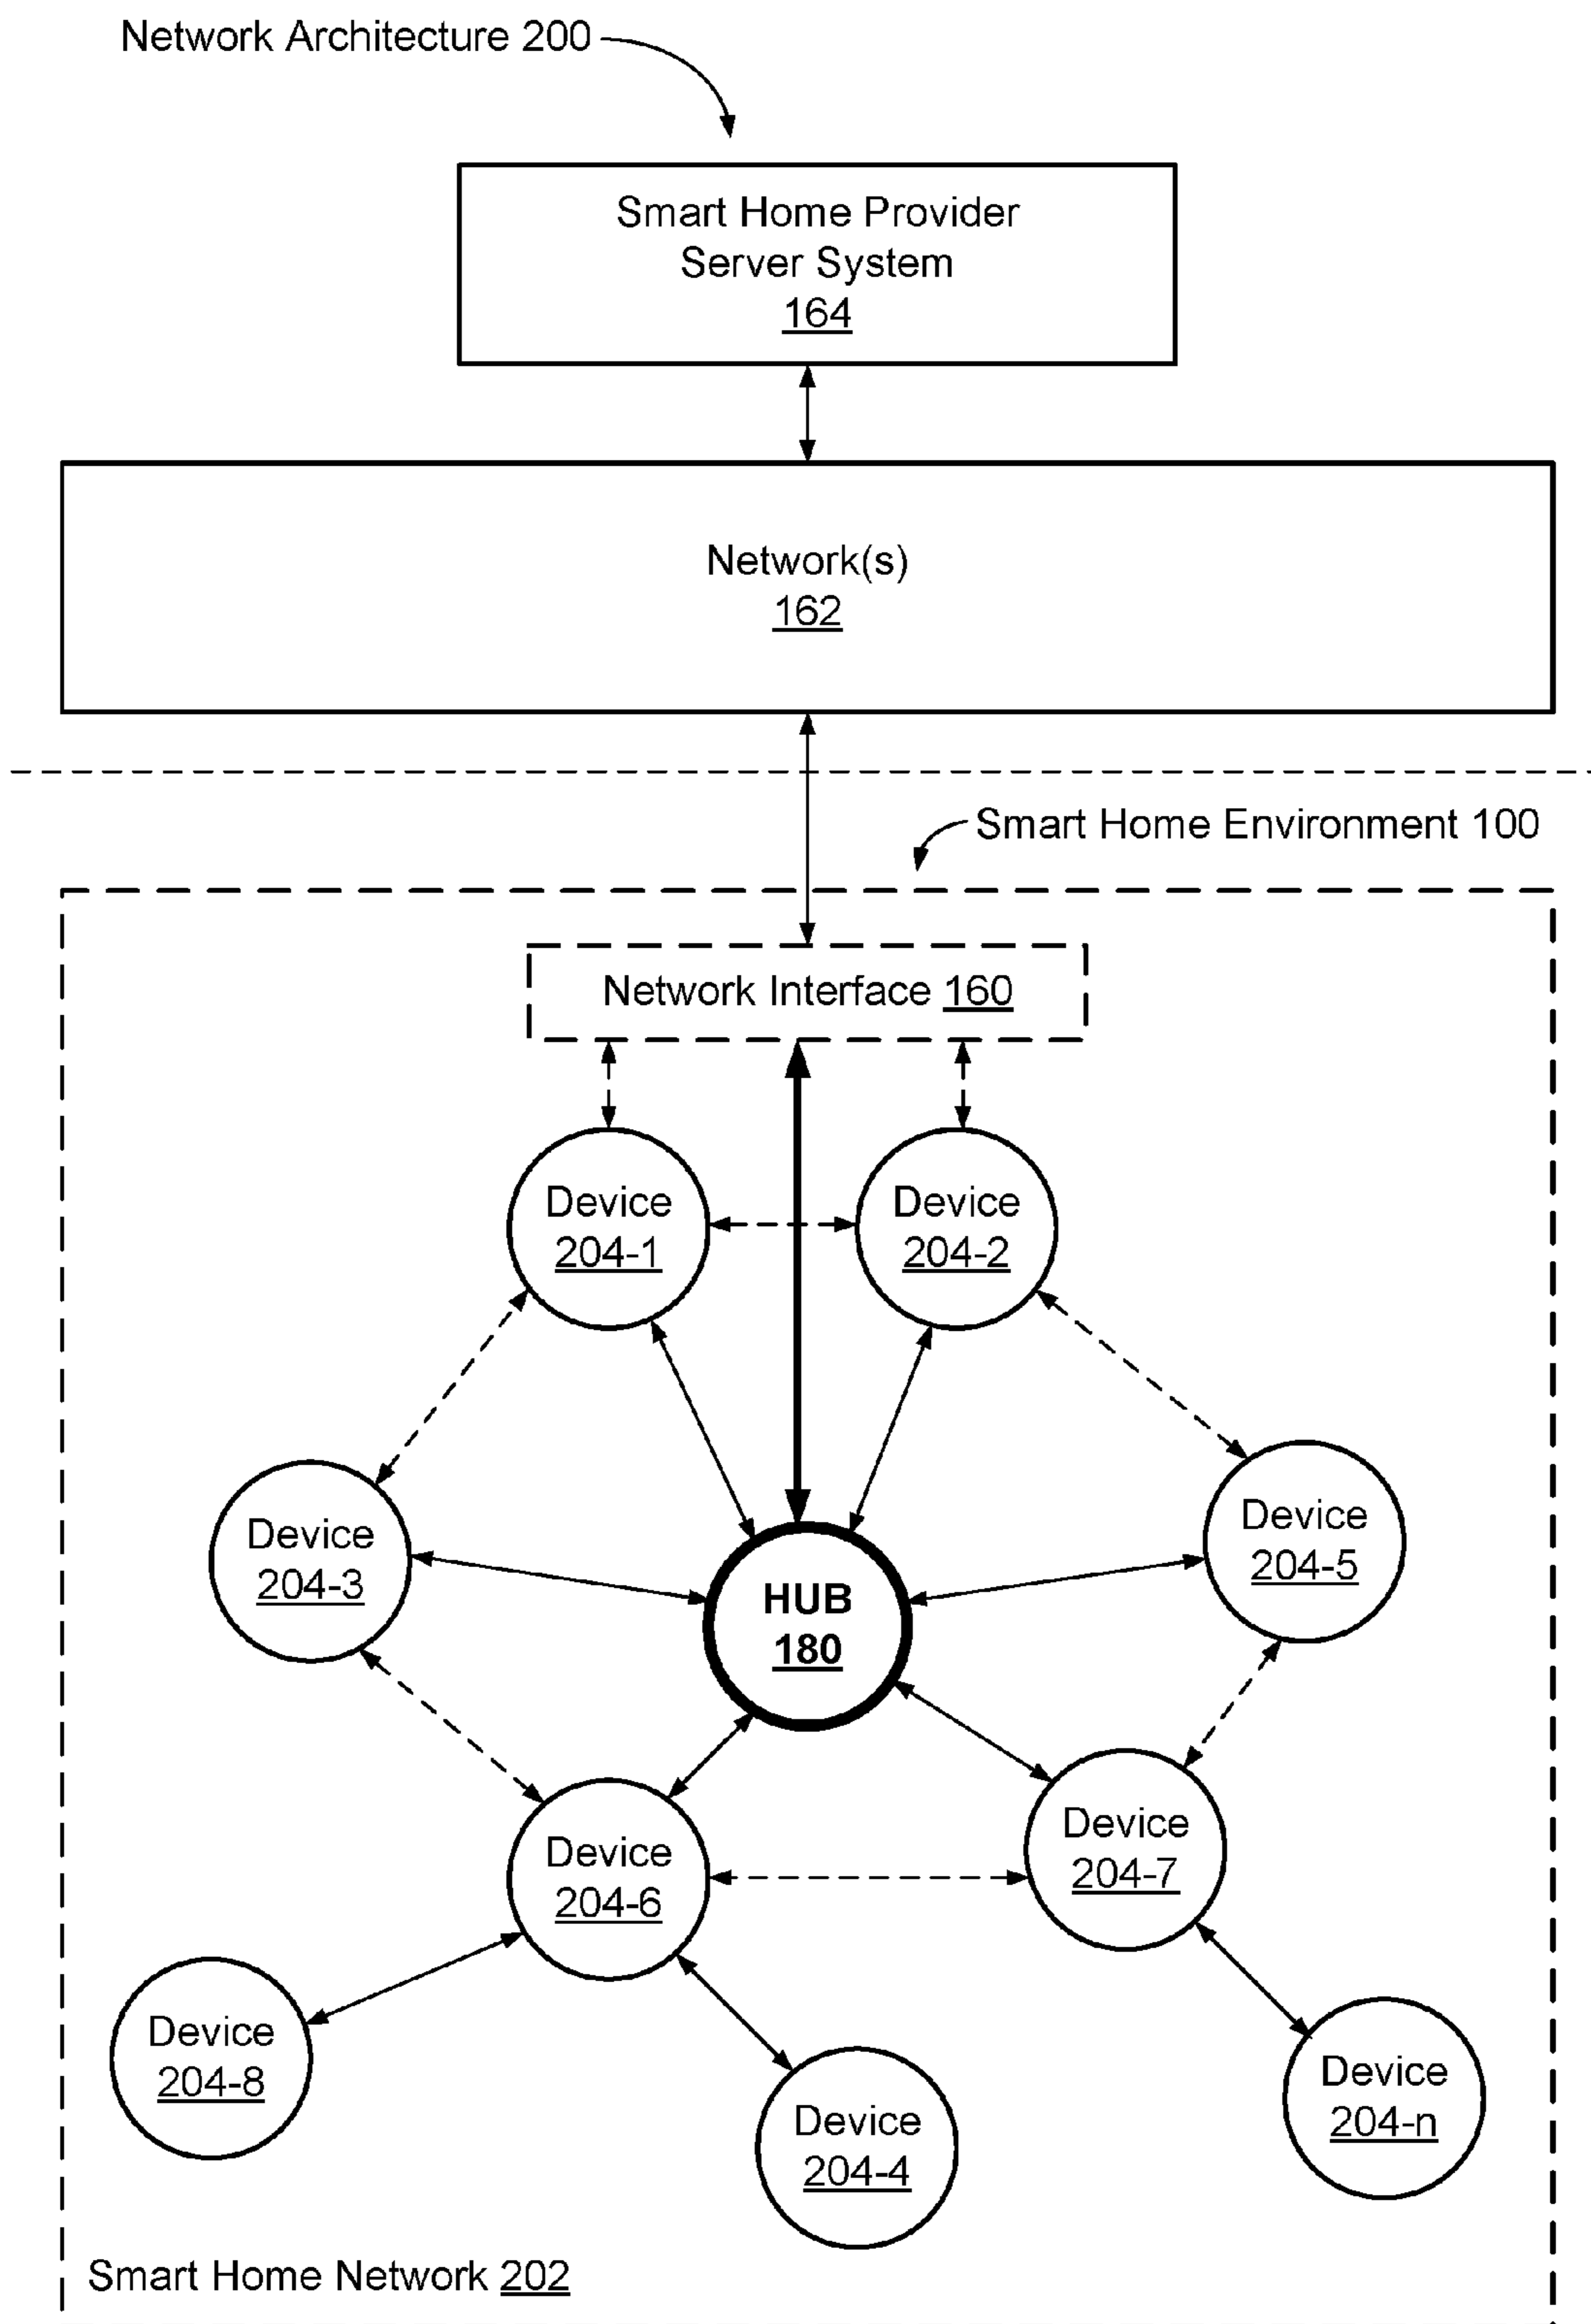 Network Architecture 200
Smart Home Provider
Server System
164
Network(s)
162
Smart Home Environment 100
Network Interface 160
Device
204-1
Device
204-2
Device
204-3
Device
204-5
HUB
180
Device
204-6
Device
204-7
Device
204-8
Device
204-4
Device
204-n
Smart Home Network 202